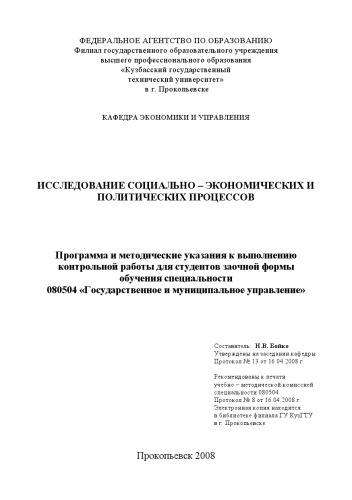 ФЕДЕРАЛЬНОЕ АГЕНТСТВО ПО ОБРАЗОВАНИЮ
Филиал государственного образовательного учреждения
высшего профессионального образования
«Кузбасский государственный
технический университет»
в г. Прокопьевске
КАФЕДРА ЭКОНОМИКИ И УПРАВЛЕНИЯ
ИССЛЕДОВАНИЕ СОЦИАЛЬНО – ЭКОНОМИЧЕСКИХ И
ПОЛИТИЧЕСКИХ ПРОЦЕССОВ
Программа и методические указания к выполнению
контрольной работы для студентов заочной формы
обучения специальности
080504 «Государственное и муниципальное управление»
Составитель: Н.В. Бойко
Утверждены на заседании кафедры
Протокол № 13 от 16.04.2008 г.
Рекомендованы к печати
учебно – методической комиссией
специальности 080504
Протокол № 8 от 16.04.2008 г.
Электронная копия находится
в библиотеке филиала ГУ КузГТУ
в г. Прокопьевске
Прокопьевск 2008